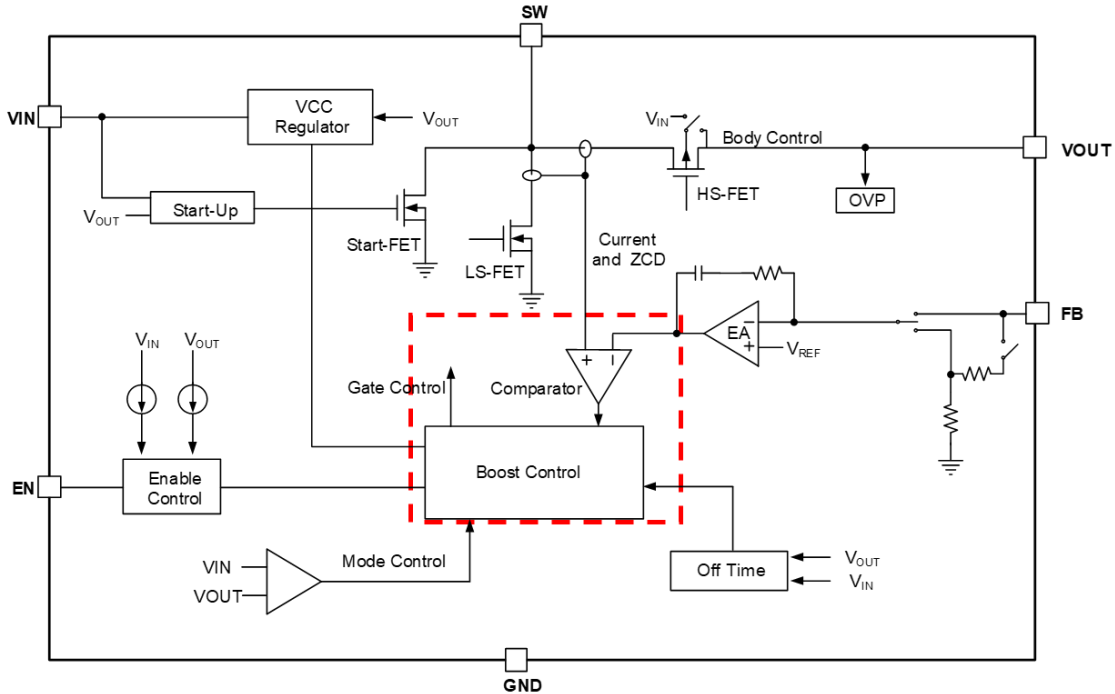 SW
VIN
VCC
Regulator
VOUT
VIN
Body Control
VOUT
HS-FET
OVP
VOUT
Start-Up
Start-FET
LS-FET
Current
and ZCD
FB
EA
−
+
VREF
VIN
VOUT
Gate Control
+
−
Comparator
Boost Control
EN
Enable
Control
Mode Control
VIN
VOUT
Off Time
VOUT
VIN
GND